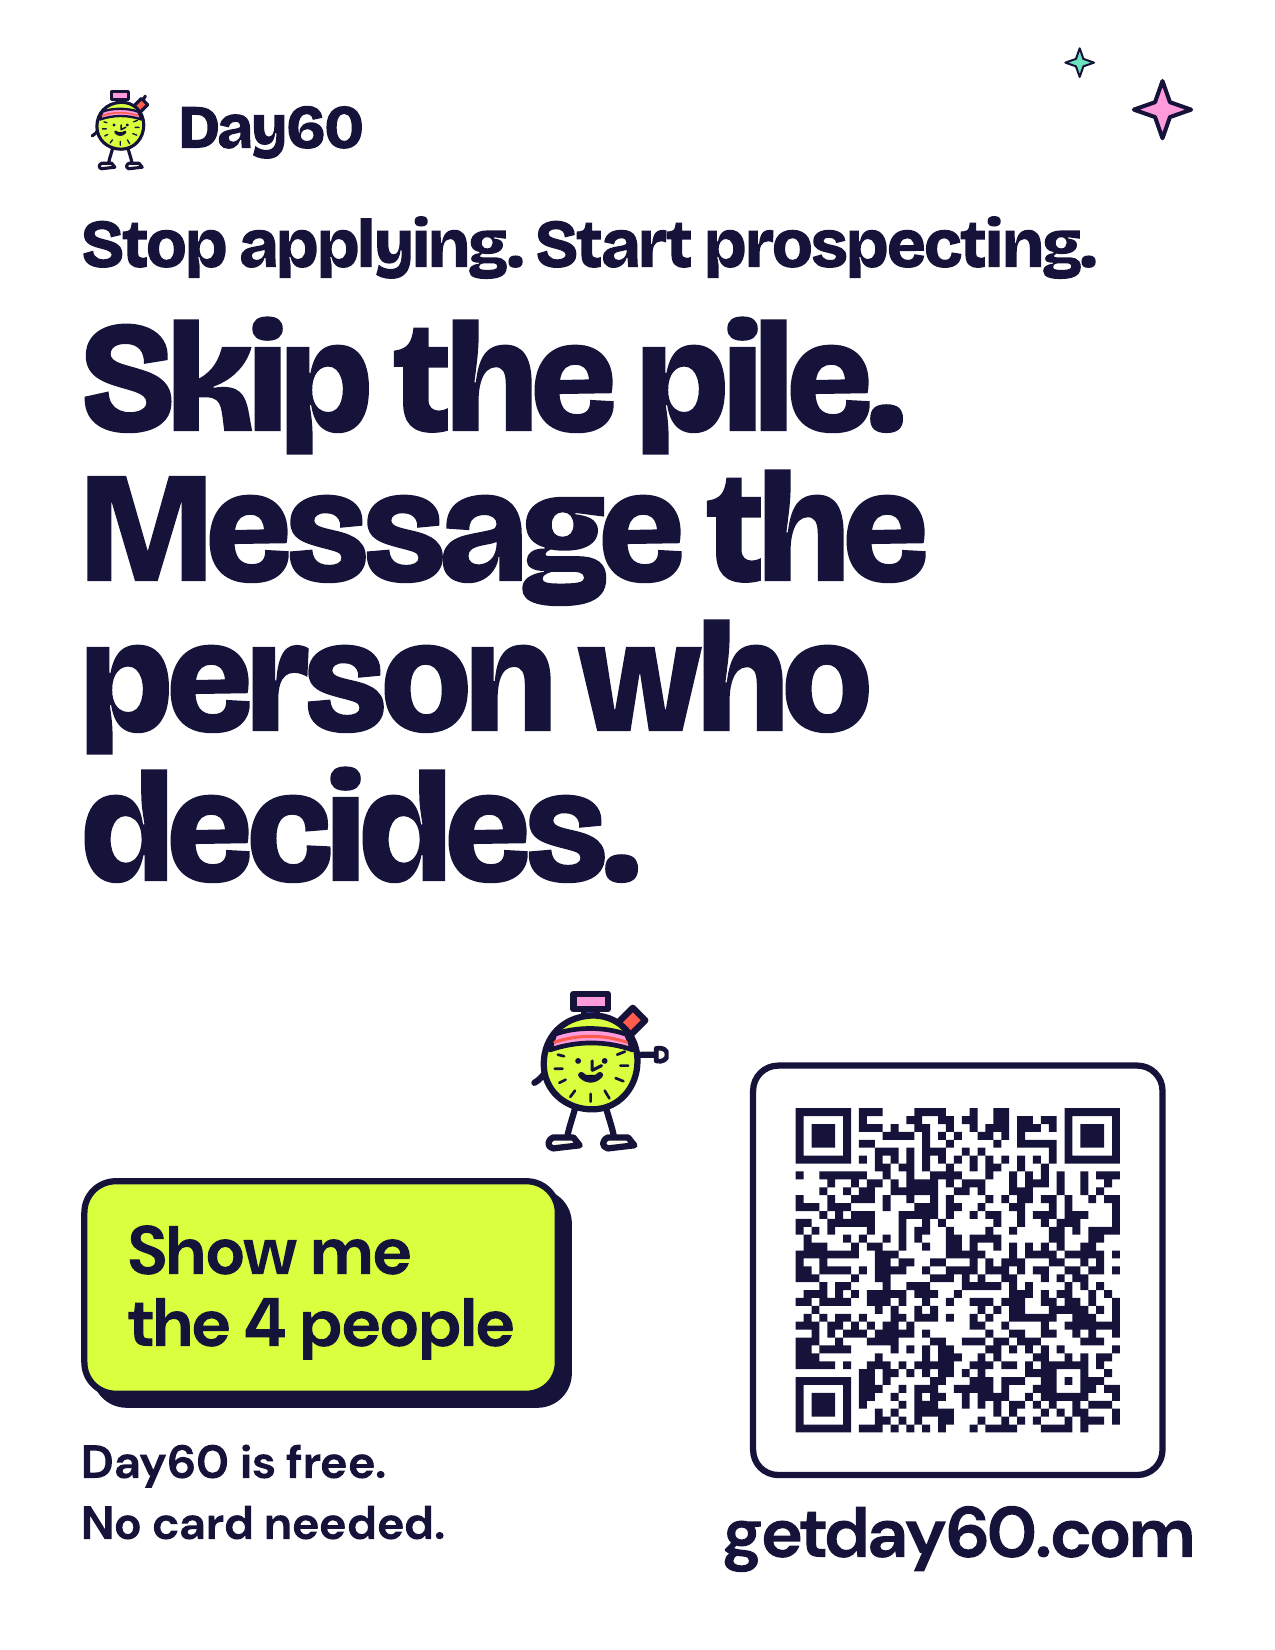 Day60
Stop applying. Start prospecting.
Skip the pile.
Message the
person who
decides.
Show me
the 4 people
Day60 is free.
No card needed.
getday60.com